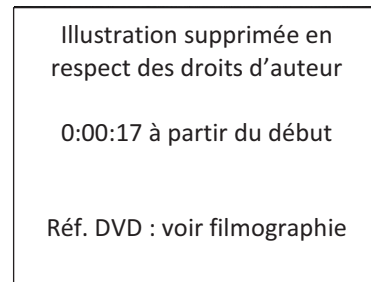 Illustration supprimée en
respect des droits d’auteur
0:00:17 à partir du début
Réf. DVD : voir filmographie